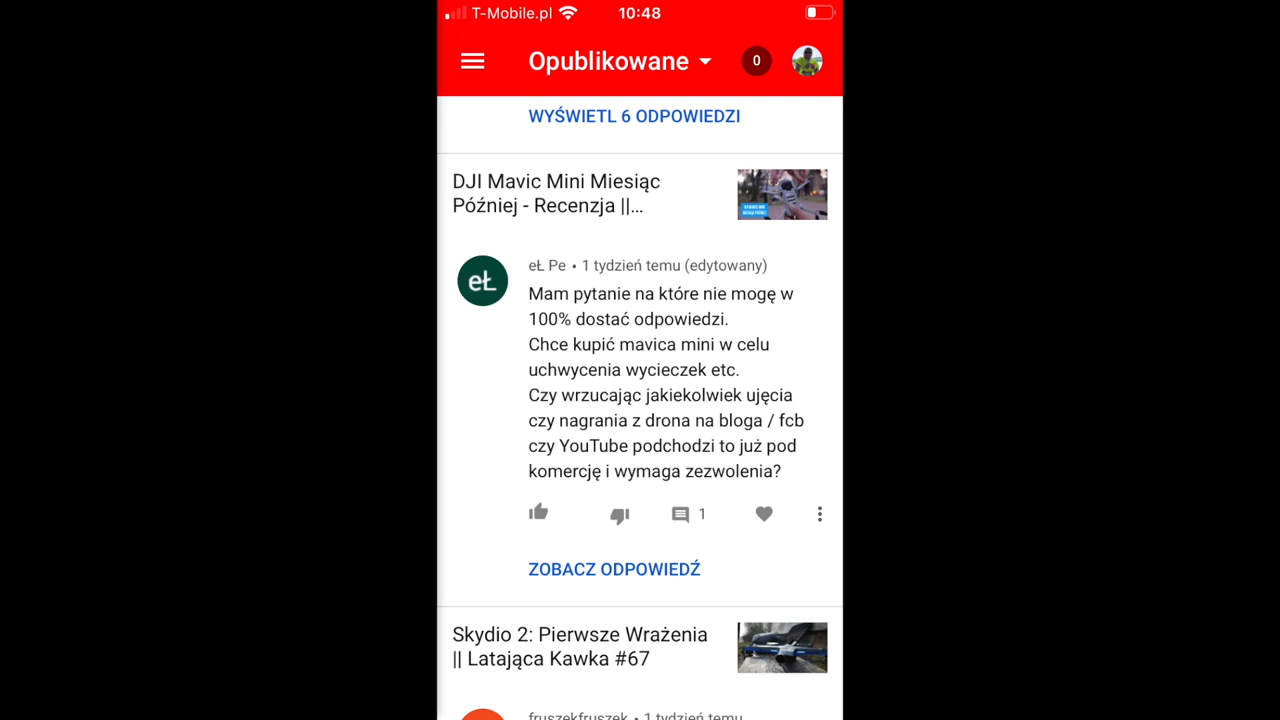 T-Mobile.pl 10:48
Opublikowane 0
WYŚWIETL 6 ODPOWIEDZI
DJI Mavic Mini Miesiąc
Później - Recenzja ||...
eŁ
eŁ Pe • 1 tydzień temu (edytowany)
Mam pytanie na które nie mogę w
100% dostać odpowiedzi.
Chce kupić mavica mini w celu
uchwycenia wycieczek etc.
Czy wrzucając jakiekolwiek ujęcia
czy nagrania z drona na bloga / fcb
czy YouTube podchodzi to już pod
komercję i wymaga zezwolenia?
1
ZOBACZ ODPOWIEDŹ
Skydio 2: Pierwsze Wrażenia
|| Latająca Kawka #67
fruszekfruszek • 1 tydzień temu